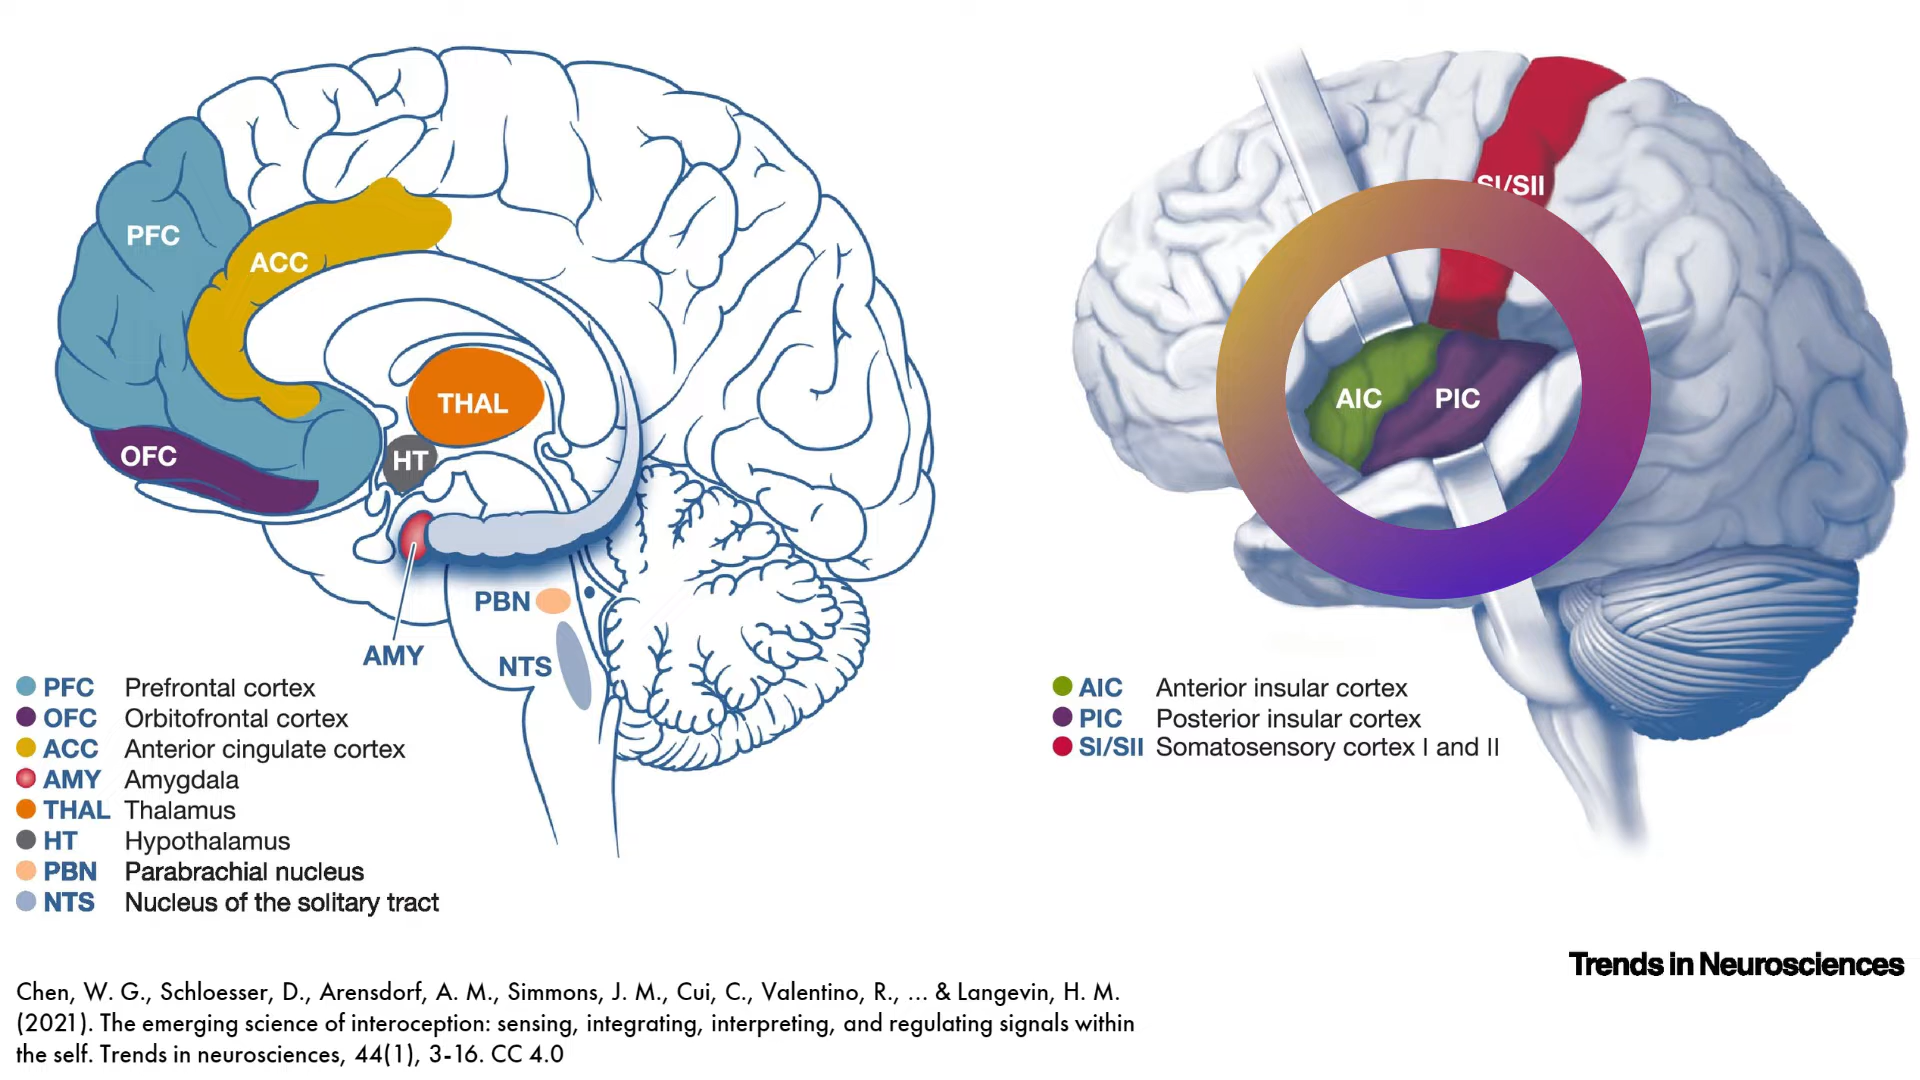 PFC
ACC
THAL
OFC
HT
PBN
AMY
NTS
PFC Prefrontal cortex
OFC Orbitofrontal cortex
ACC Anterior cingulate cortex
AMY Amygdala
THAL Thalamus
HT Hypothalamus
PBN Parabrachial nucleus
NTS Nucleus of the solitary tract
SI/SII
AIC
PIC
AIC Anterior insular cortex
PIC Posterior insular cortex
SI/SII Somatosensory cortex I and II
Trends in Neurosciences
Chen, W. G., Schloesser, D., Arensdorf, A. M., Simmons, J. M., Cui, C., Valentino, R., ... & Langevin, H. M.
(2021). The emerging science of interoception: sensing, integrating, interpreting, and regulating signals within
the self. Trends in neurosciences, 44(1), 3-16. CC 4.0